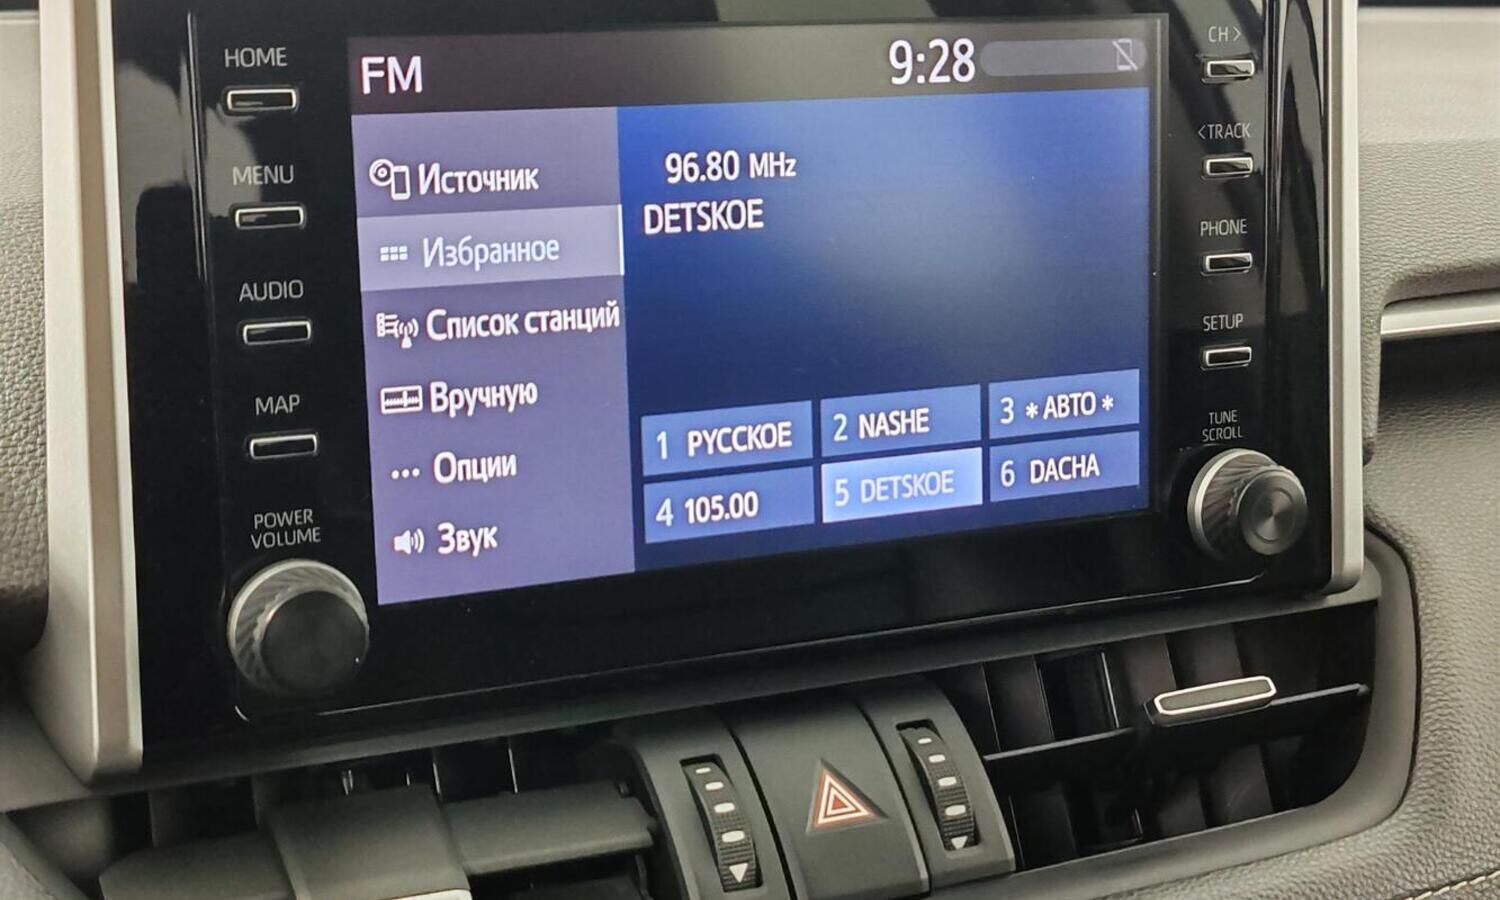 HOME
MENU
AUDIO
MAP
POWER
VOLUME
FM
9:28
Источник
Избранное
Список станций
Вручную
Опции
Звук
96.80 MHz
DETSKOE
1 РУССКОЕ
2 NASHE
3 *АВТО*
4 105.00
5 DETSKOE
6 DACHA
CH >
< TRACK
PHONE
SETUP
TUNE
SCROLL